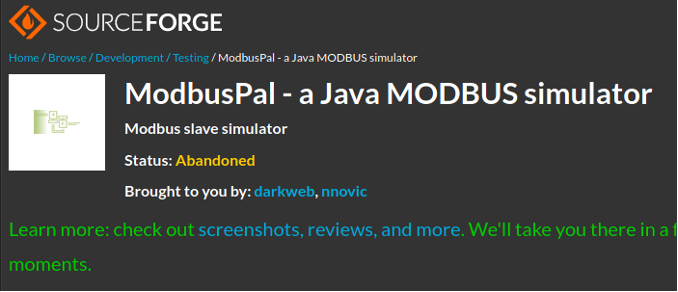 SOURCEFORGE
Home / Browse / Development / Testing / ModbusPal - a Java MODBUS simulator
ModbusPal - a Java MODBUS simulator
Modbus slave simulator
Status: Abandoned
Brought to you by: darkweb, nnovic
Learn more: check out screenshots, reviews, and more. We'll take you there in a
moments.